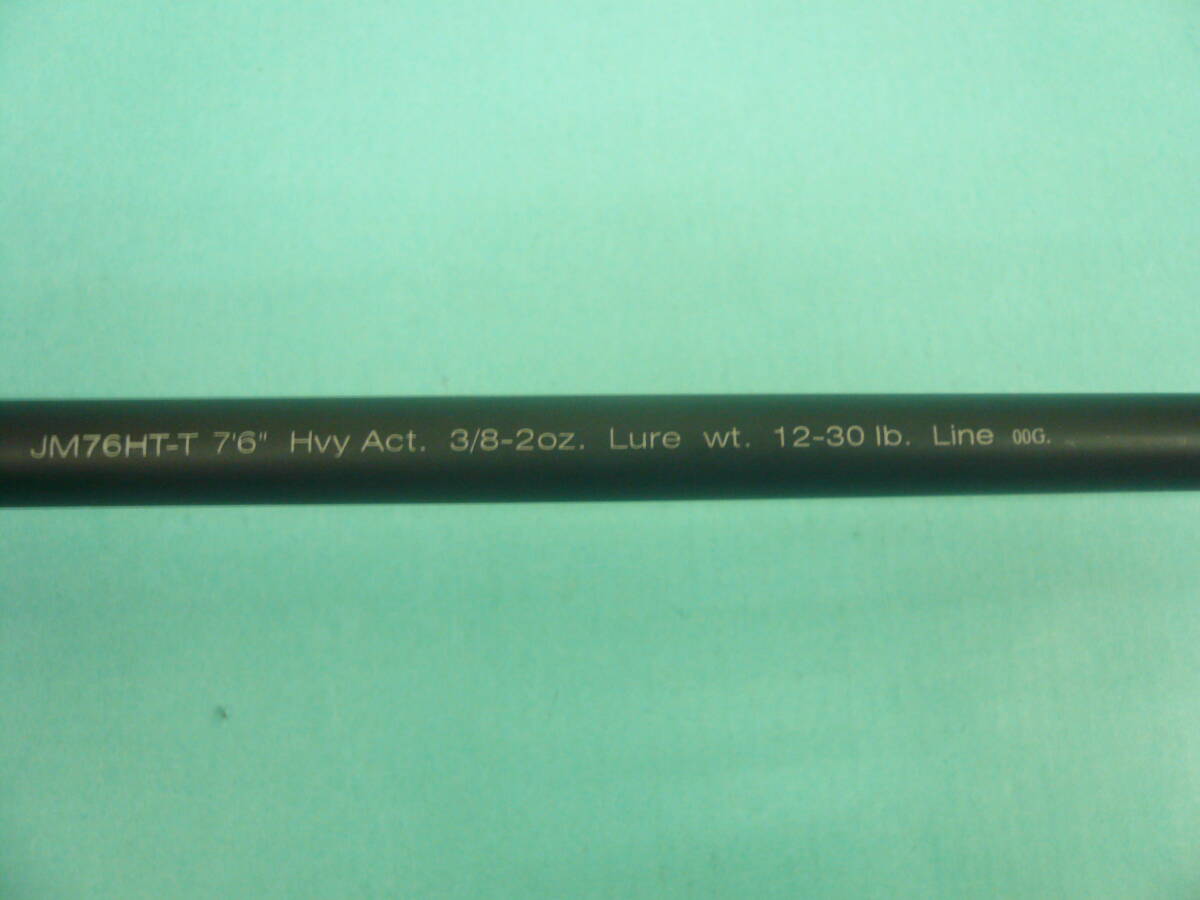 JM76HT-T 7'6" Hvy Act. 3/8-2oz. Lure wt. 12-30 lb. Line 00G.